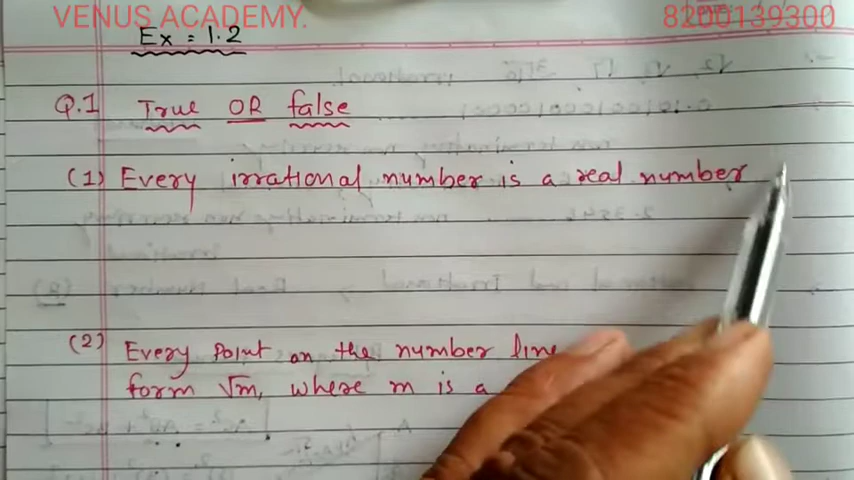 VENUS ACADEMY.
8200139300
Ex = 1.2
Q.1 True OR false
(1) Every irrational number is a real number
(2) Every Point on the number line
form √m, where m is a